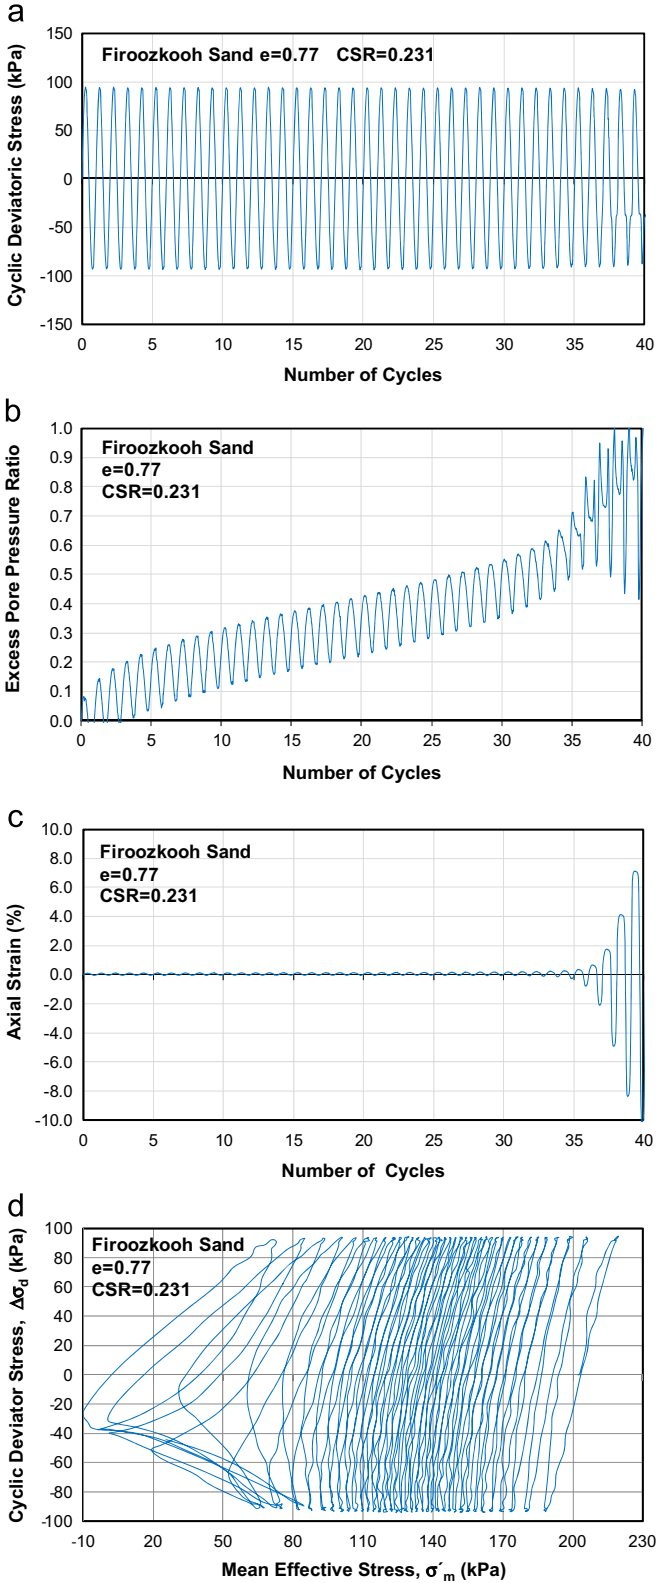 a
150
100
50
0
-50
-100
-150
Cyclic Deviatoric Stress (kPa)
Firoozkooh Sand e=0.77 CSR=0.231
0 5 10 15 20 25 30 35 40
Number of Cycles
b
1.0
0.9
0.8
0.7
0.6
0.5
0.4
0.3
0.2
0.1
0.0
Excess Pore Pressure Ratio
Firoozkooh Sand
e=0.77
CSR=0.231
0 5 10 15 20 25 30 35 40
Number of Cycles
c
10.0
8.0
6.0
4.0
2.0
0.0
-2.0
-4.0
-6.0
-8.0
-10.0
Axial Strain (%)
Firoozkooh Sand
e=0.77
CSR=0.231
0 5 10 15 20 25 30 35 40
Number of Cycles
d
100
80
60
40
20
0
-20
-40
-60
-80
-100
Cyclic Deviator Stress, Δσd (kPa)
Firoozkooh Sand
e=0.77
CSR=0.231
-10 20 50 80 110 140 170 200 230
Mean Effective Stress, σ´m (kPa)